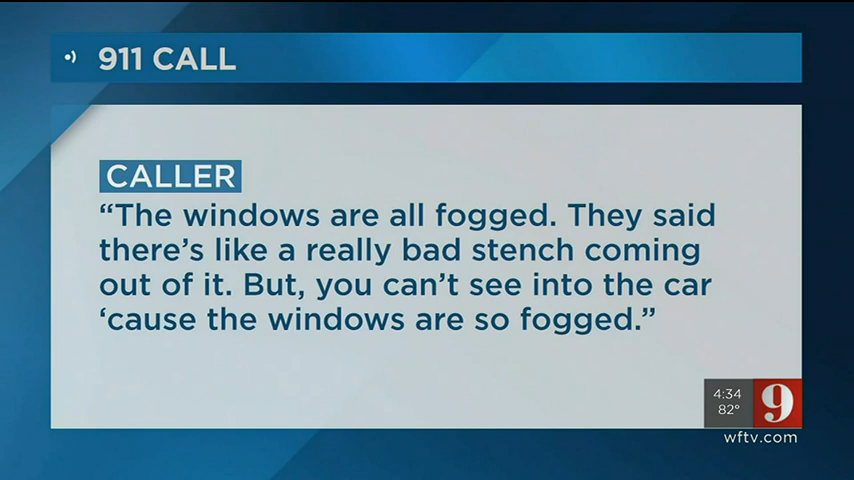 911 CALL
CALLER
“The windows are all fogged. They said
there’s like a really bad stench coming
out of it. But, you can’t see into the car
‘cause the windows are so fogged.”
4:34
82°
9
wftv.com